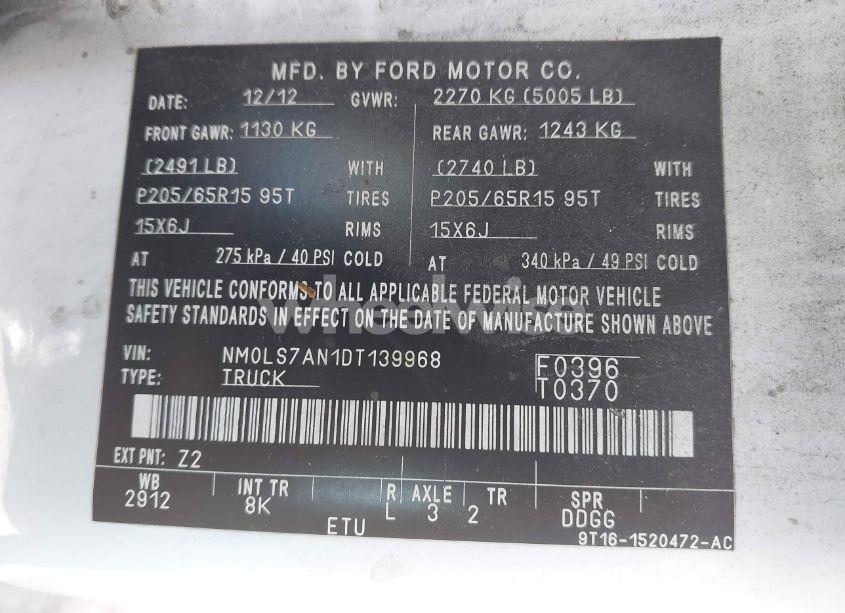 MFD. BY FORD MOTOR CO.
DATE: 12/12 GVWR: 2270 KG (5005 LB)
FRONT GAWR: 1130 KG REAR GAWR: 1243 KG
(2491 LB) WITH (2740 LB) WITH
P205/65R15 95T TIRES P205/65R15 95T TIRES
15X6J RIMS 15X6J RIMS
AT 275 kPa / 40 PSI COLD AT 340 kPa / 49 PSI COLD
THIS VEHICLE CONFORMS TO ALL APPLICABLE FEDERAL MOTOR VEHICLE
SAFETY STANDARDS IN EFFECT ON THE DATE OF MANUFACTURE SHOWN ABOVE
VIN: NM0LS7AN1DT139968 F0396
TYPE: TRUCK T0370
EXT PNT: Z2
WB INT TR R AXLE TR SPR
2912 8K L 3 2 DDGG
ETU 9T16-1520472-AC